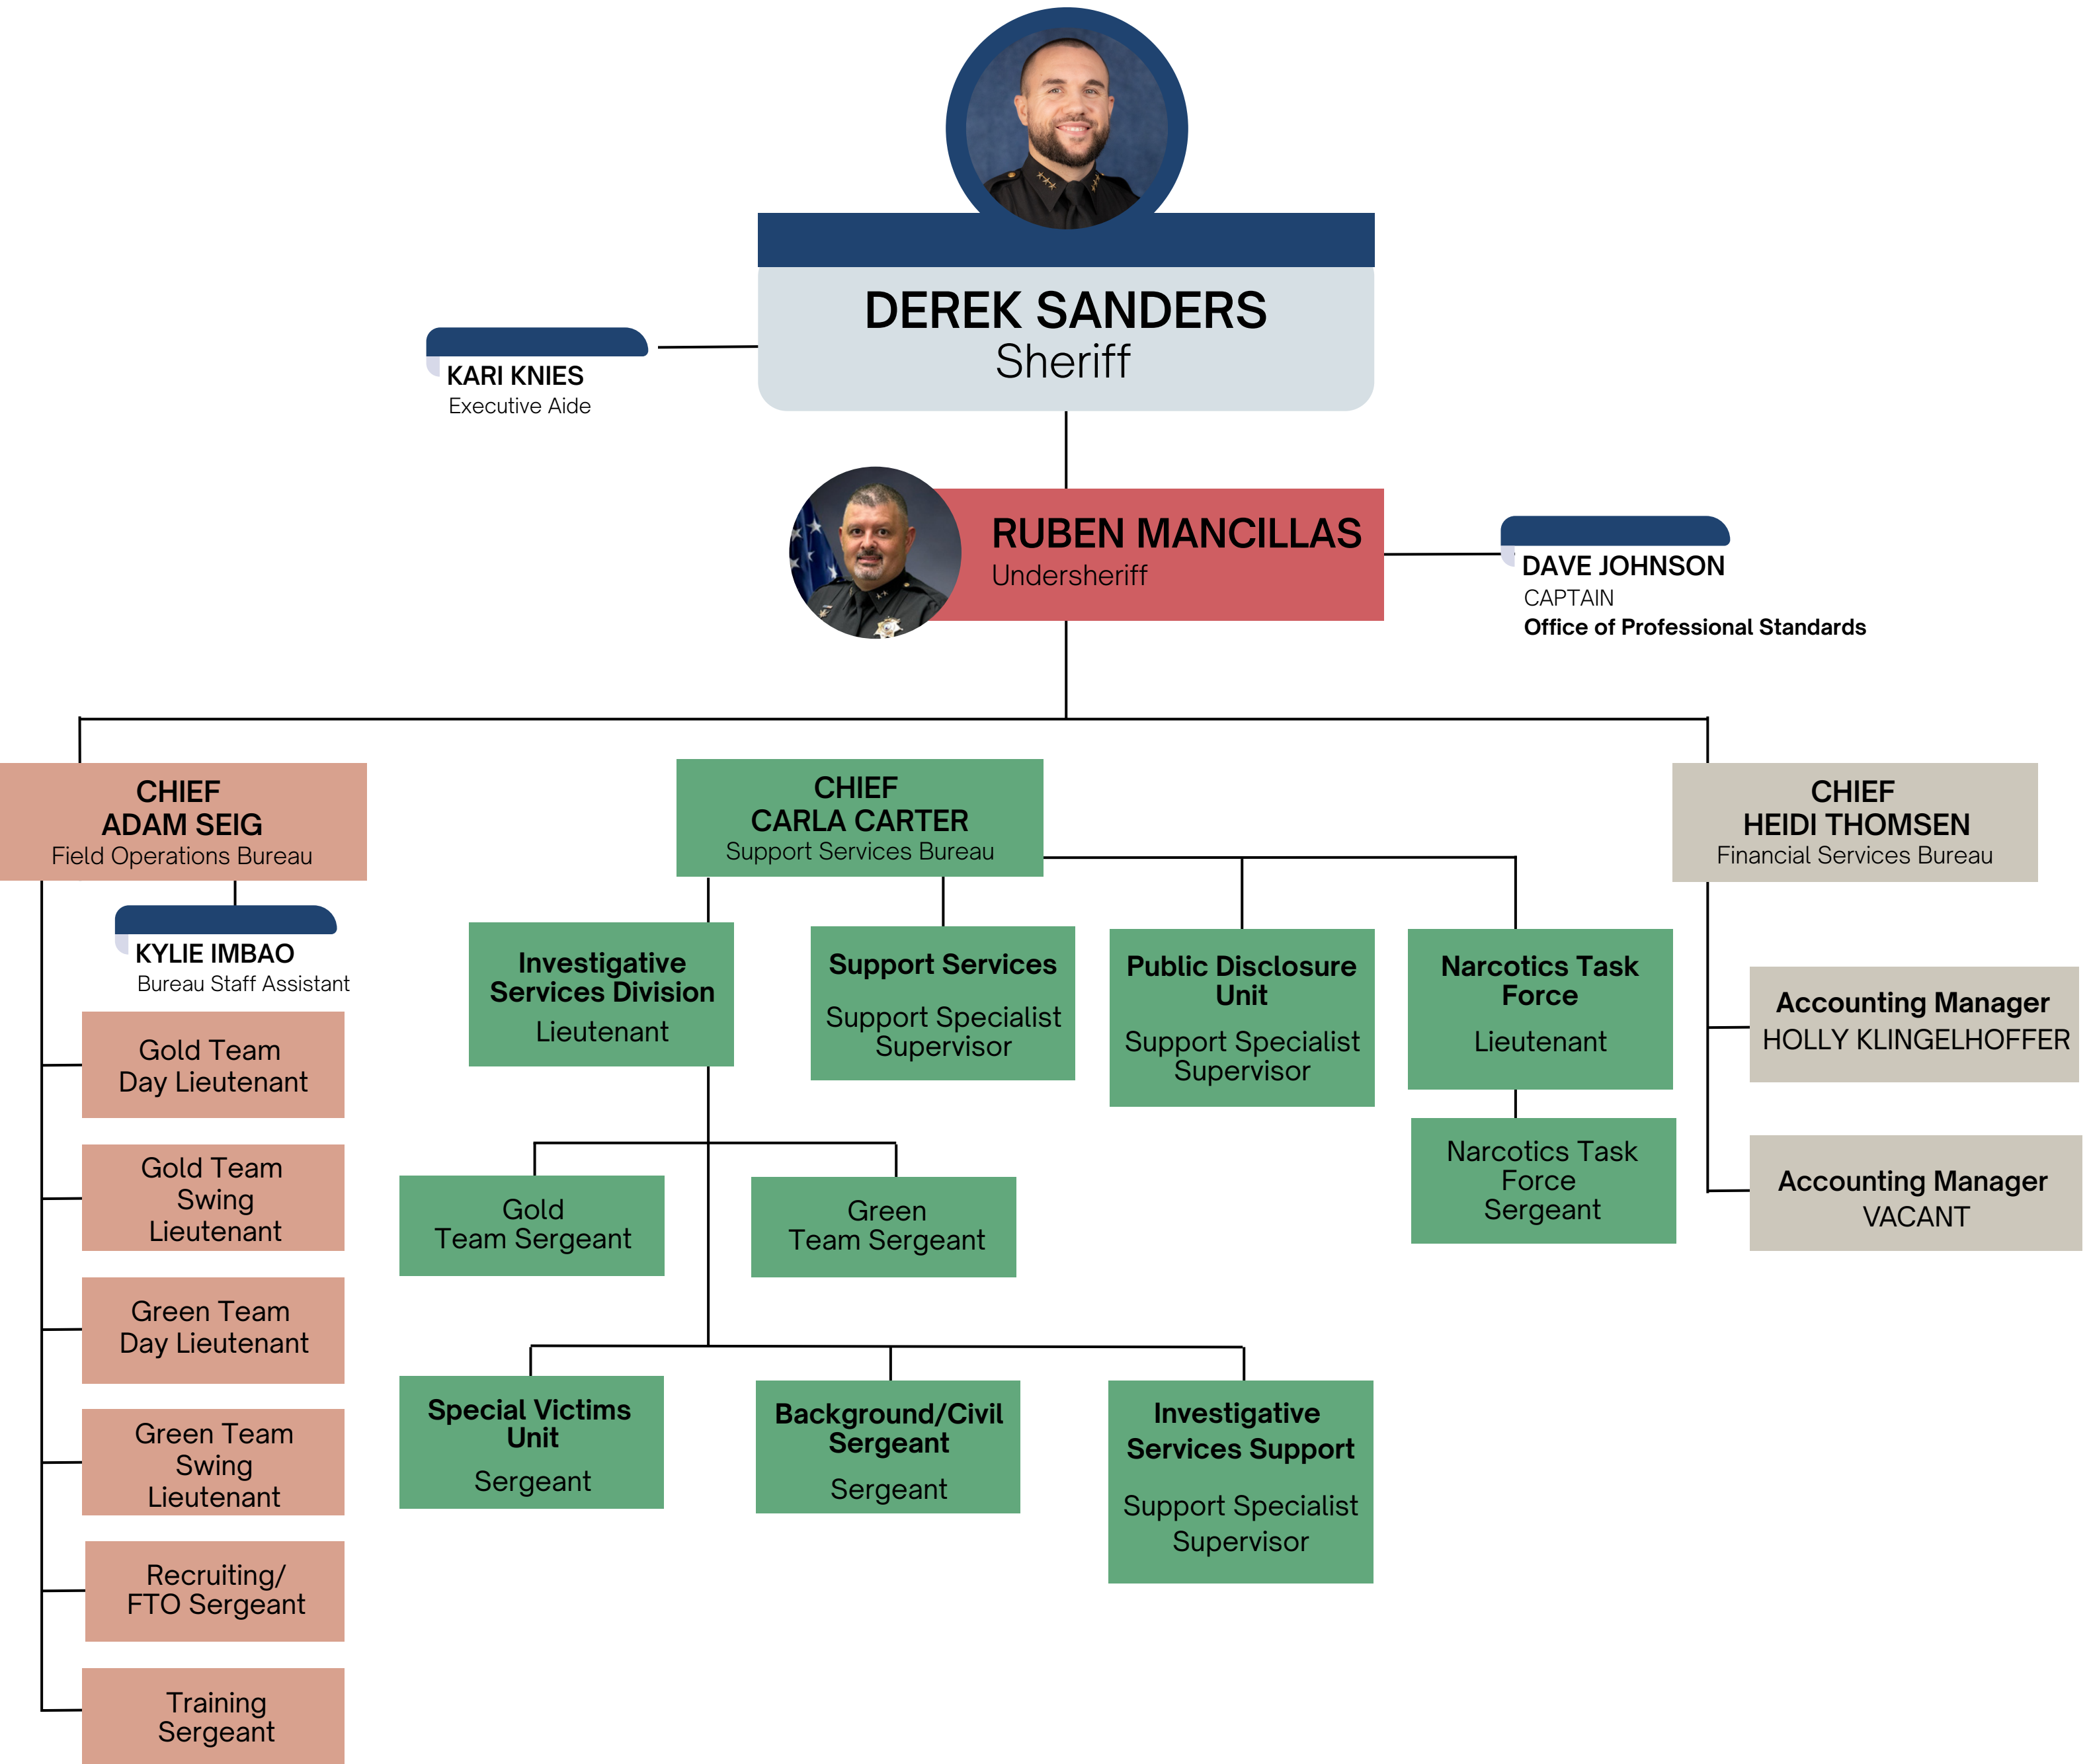 DEREK SANDERS
Sheriff
KARI KNIES
Executive Aide
RUBEN MANCILLAS
Undersheriff
DAVE JOHNSON
CAPTAIN
Office of Professional Standards
CHIEF
ADAM SEIG
Field Operations Bureau
KYLIE IMBAO
Bureau Staff Assistant
Gold Team
Day Lieutenant
Gold Team
Swing
Lieutenant
Green Team
Day Lieutenant
Green Team
Swing
Lieutenant
Recruiting/
FTO Sergeant
Training
Sergeant
CHIEF
CARLA CARTER
Support Services Bureau
Investigative
Services Division
Lieutenant
Support Services
Support Specialist
Supervisor
Public Disclosure
Unit
Support Specialist
Supervisor
Narcotics Task
Force
Lieutenant
Narcotics Task
Force
Sergeant
Gold
Team Sergeant
Green
Team Sergeant
Special Victims
Unit
Sergeant
Background/Civil
Sergeant
Sergeant
Investigative
Services Support
Support Specialist
Supervisor
CHIEF
HEIDI THOMSEN
Financial Services Bureau
Accounting Manager
HOLLY KLINGELHOFFER
Accounting Manager
VACANT